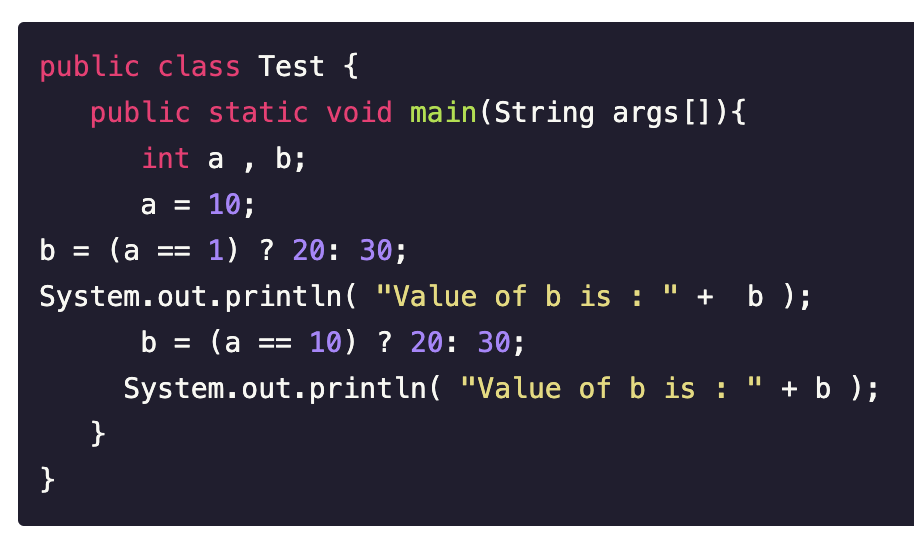 public class Test {
   public static void main(String args[]){
      int a , b;
      a = 10;
b = (a == 1) ? 20: 30;
System.out.println( "Value of b is : " +  b );
      b = (a == 10) ? 20: 30;
     System.out.println( "Value of b is : " + b );
   }
}